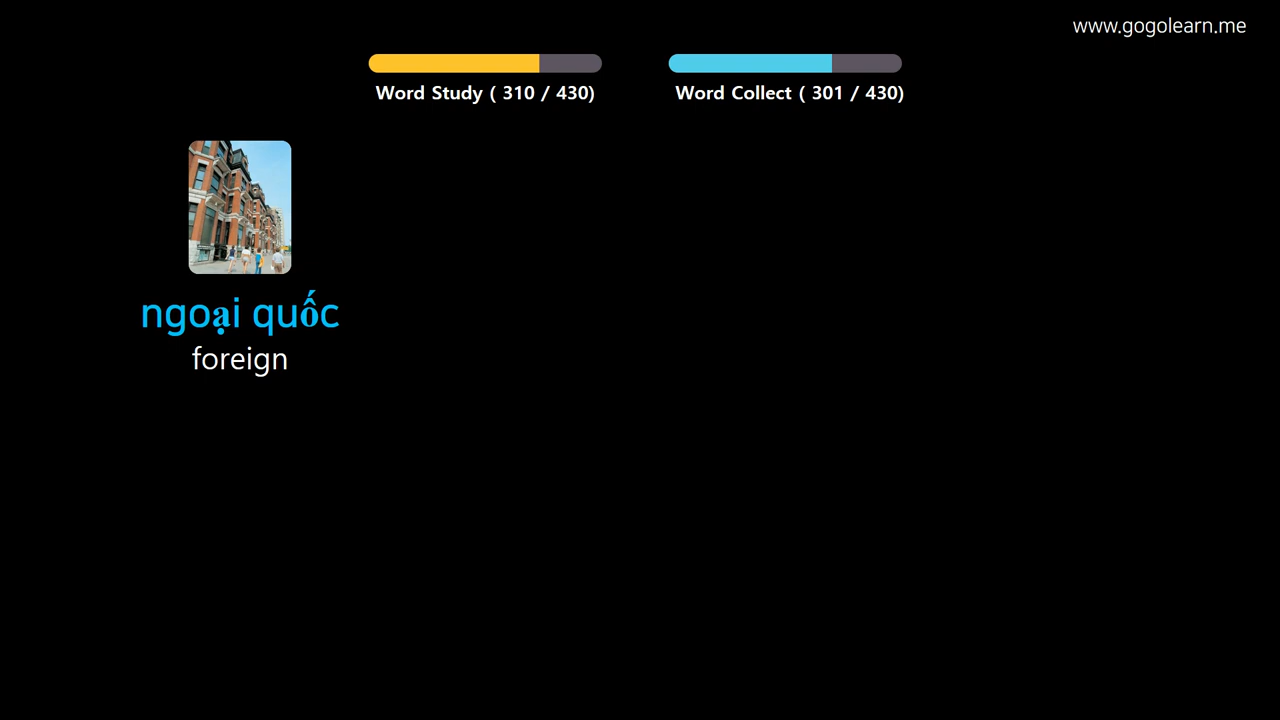 www.gogolearn.me
Word Study ( 310 / 430)
Word Collect ( 301 / 430)
ngoại quốc
foreign